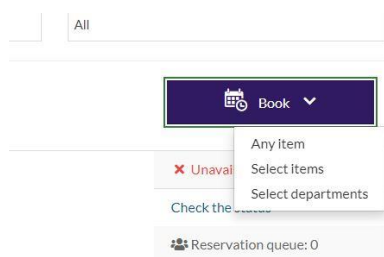 All
Book
Any item
Unavai
Select items
Select departments
Check the status
Reservation queue: 0